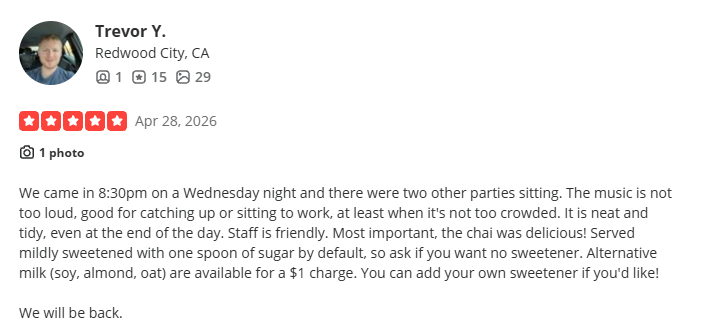 Trevor Y.
Redwood City, CA
1 15 29
Apr 28, 2026
1 photo
We came in 8:30pm on a Wednesday night and there were two other parties sitting. The music is not
too loud, good for catching up or sitting to work, at least when it's not too crowded. It is neat and
tidy, even at the end of the day. Staff is friendly. Most important, the chai was delicious! Served
mildly sweetened with one spoon of sugar by default, so ask if you want no sweetener. Alternative
milk (soy, almond, oat) are available for a $1 charge. You can add your own sweetener if you'd like!
We will be back.